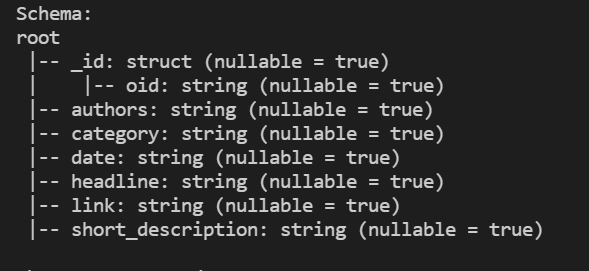 Schema:
root
 |-- _id: struct (nullable = true)
 |    |-- oid: string (nullable = true)
 |-- authors: string (nullable = true)
 |-- category: string (nullable = true)
 |-- date: string (nullable = true)
 |-- headline: string (nullable = true)
 |-- link: string (nullable = true)
 |-- short_description: string (nullable = true)